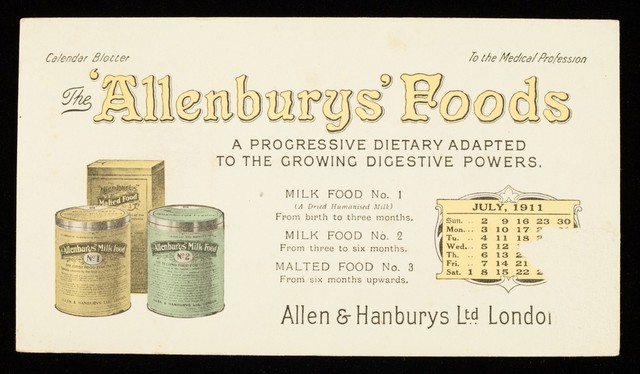 Calendar Blotter
To the Medical Profession
The 'Allenburys' Foods
A PROGRESSIVE DIETARY ADAPTED
TO THE GROWING DIGESTIVE POWERS.
Malted Food
Allenburys' Milk Food
No 1
Allenburys' Milk Food
No 2
MILK FOOD No. 1
(A Dried Humanised Milk)
From birth to three months.
MILK FOOD No. 2
From three to six months.
MALTED FOOD No. 3
From six months upwards.
JULY, 1911
Sun. .. 2 9 16 23 30
Mon. .. 3 10 17
Tu. .. 4 11 18
Wed. .. 5 12
Th. .. 6 13
Fri. .. 7 14 21
Sat. 1 8 15 22
Allen & Hanburys Ltd Londo